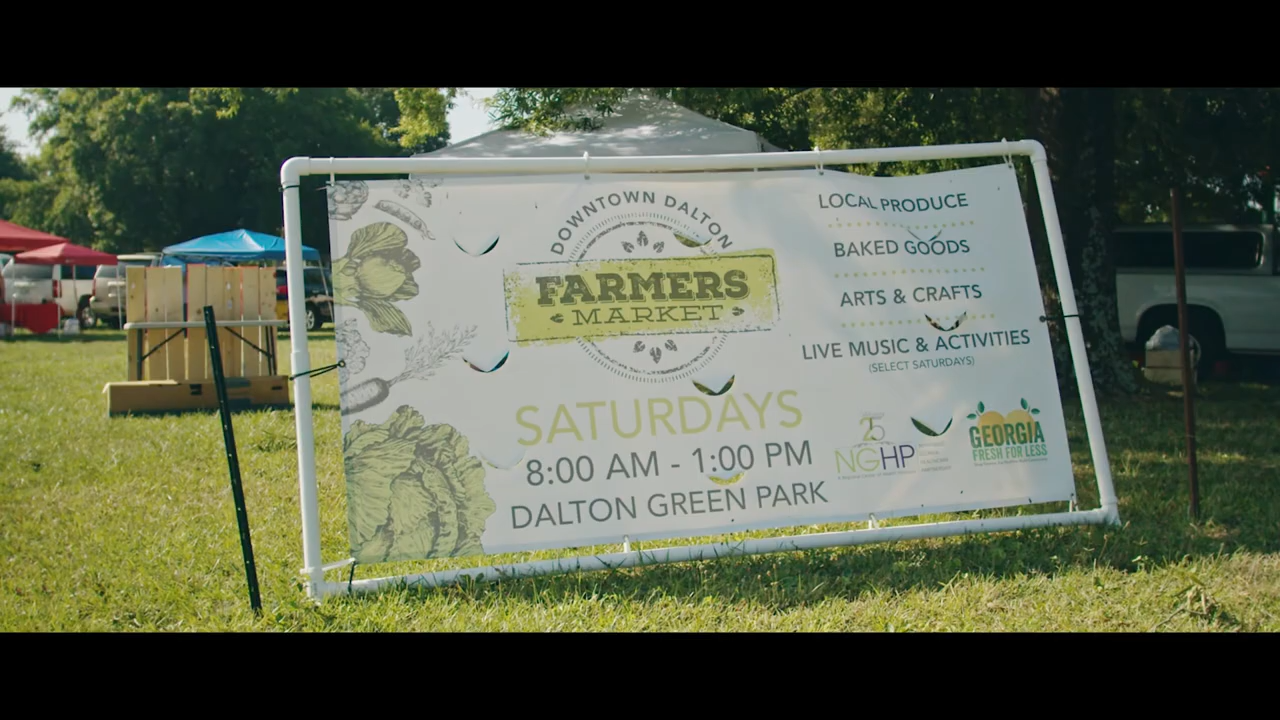 DOWNTOWN DALTON
FARMERS
MARKET
SATURDAYS
8:00 AM - 1:00 PM
DALTON GREEN PARK
LOCAL PRODUCE
BAKED GOODS
ARTS & CRAFTS
LIVE MUSIC & ACTIVITIES
(SELECT SATURDAYS)
25
NGHP
GEORGIA
FRESH FOR LESS